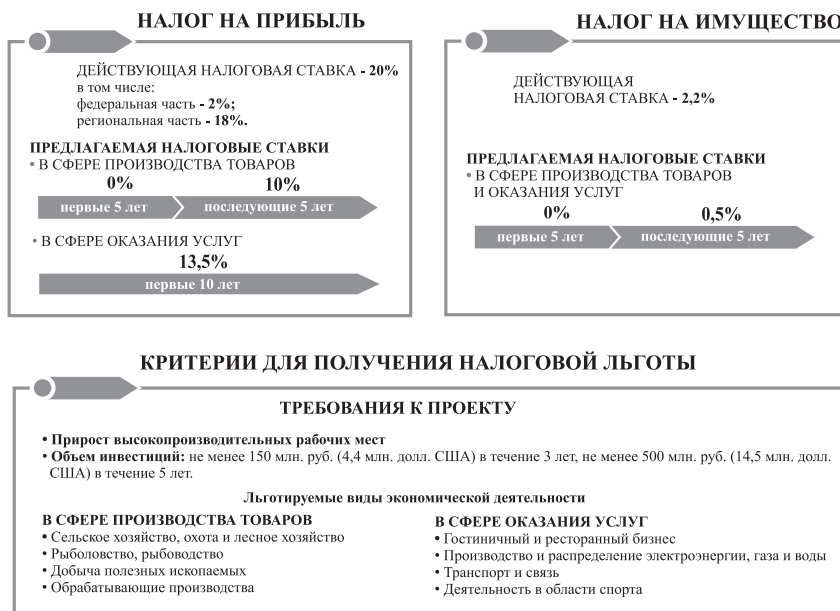 НАЛОГ НА ПРИБЫЛЬ
ДЕЙСТВУЮЩАЯ НАЛОГОВАЯ СТАВКА - 20%
в том числе:
федеральная часть - 2%;
региональная часть - 18%.
ПРЕДЛАГАЕМАЯ НАЛОГОВЫЕ СТАВКИ
• В СФЕРЕ ПРОИЗВОДСТВА ТОВАРОВ
0% 10%
первые 5 лет последующие 5 лет
• В СФЕРЕ ОКАЗАНИЯ УСЛУГ
13,5%
первые 10 лет
НАЛОГ НА ИМУЩЕСТВО
ДЕЙСТВУЮЩАЯ
НАЛОГОВАЯ СТАВКА - 2,2%
ПРЕДЛАГАЕМАЯ НАЛОГОВЫЕ СТАВКИ
• В СФЕРЕ ПРОИЗВОДСТВА ТОВАРОВ
И ОКАЗАНИЯ УСЛУГ
0% 0,5%
первые 5 лет последующие 5 лет
КРИТЕРИИ ДЛЯ ПОЛУЧЕНИЯ НАЛОГОВОЙ ЛЬГОТЫ
ТРЕБОВАНИЯ К ПРОЕКТУ
• Прирост высокопроизводительных рабочих мест
• Объем инвестиций: не менее 150 млн. руб. (4,4 млн. долл. США) в течение 3 лет, не менее 500 млн. руб. (14,5 млн. долл.
США) в течение 5 лет.
Льготируемые виды экономической деятельности
В СФЕРЕ ПРОИЗВОДСТВА ТОВАРОВ
• Сельское хозяйство, охота и лесное хозяйство
• Рыболовство, рыбоводство
• Добыча полезных ископаемых
• Обрабатывающие производства
В СФЕРЕ ОКАЗАНИЯ УСЛУГ
• Гостиничный и ресторанный бизнес
• Производство и распределение электроэнергии, газа и воды
• Транспорт и связь
• Деятельность в области спорта